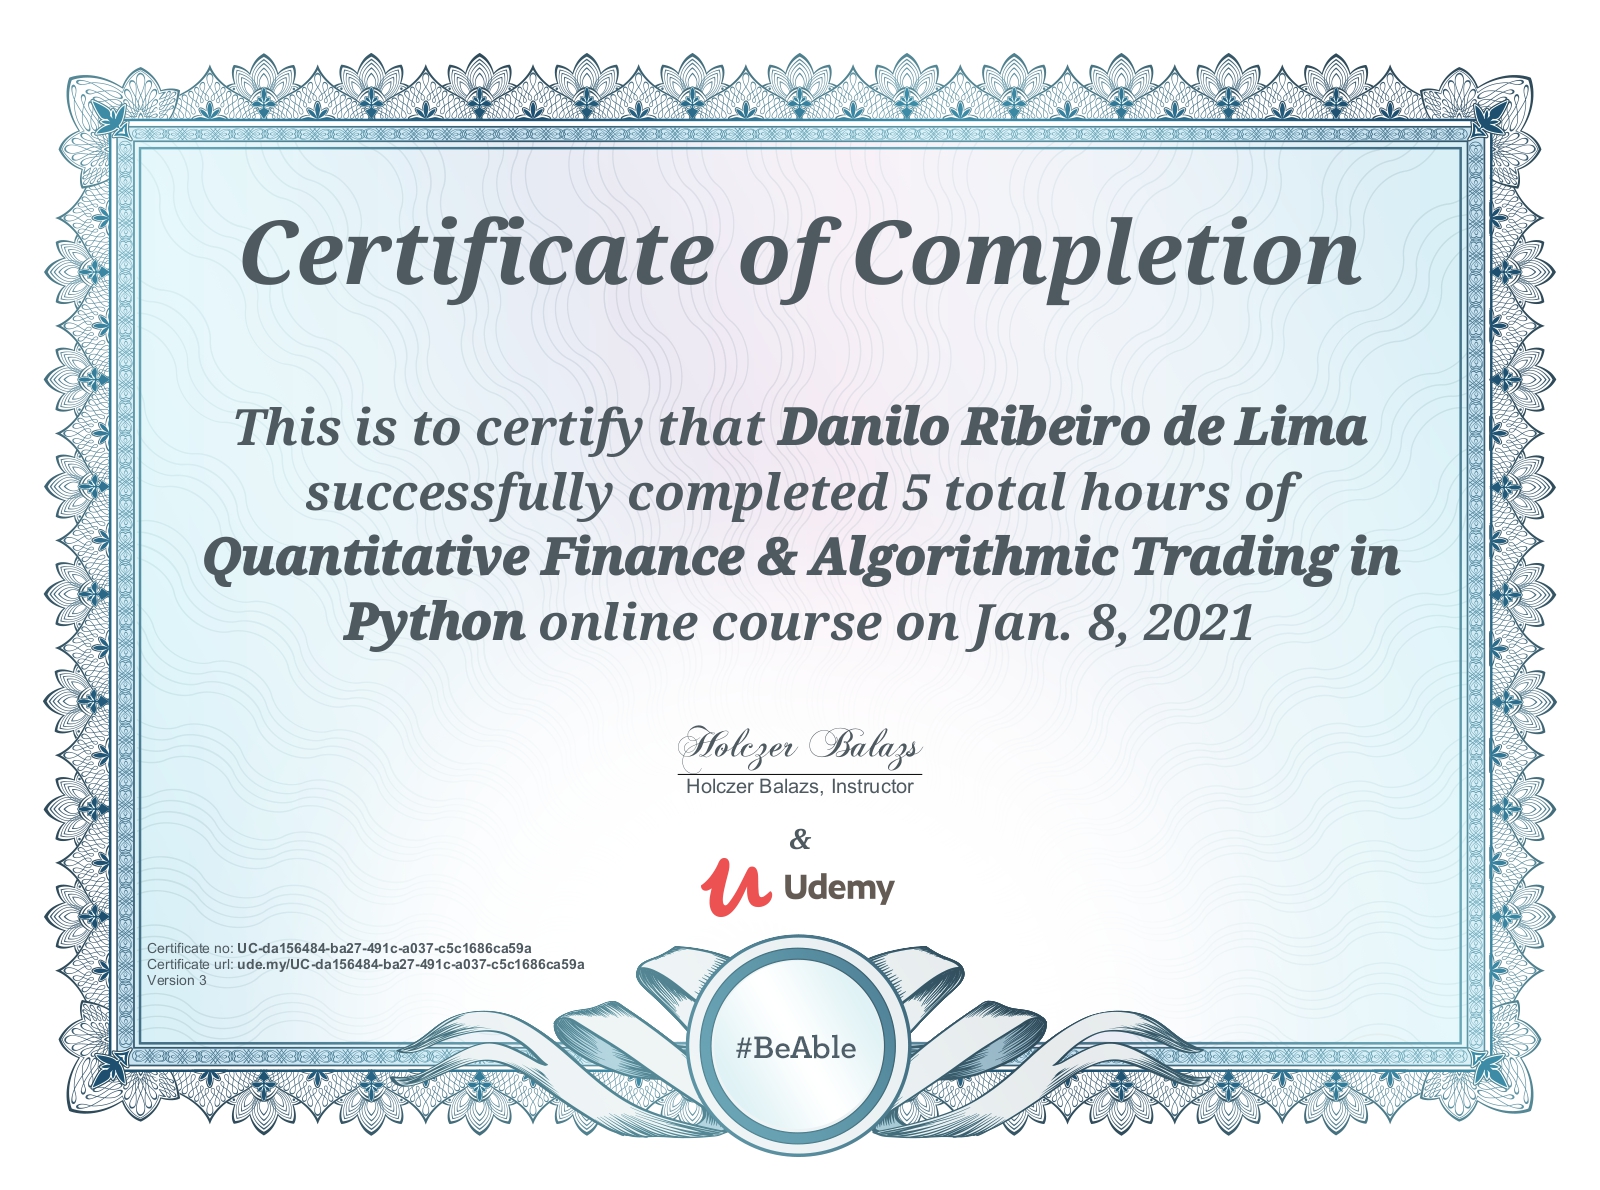 Certificate of Completion
This is to certify that Danilo Ribeiro de Lima
successfully completed 5 total hours of
Quantitative Finance & Algorithmic Trading in
Python online course on Jan. 8, 2021
Holczer Balazs
Holczer Balazs, Instructor
&
Udemy
Certificate no: UC-da156484-ba27-491c-a037-c5c1686ca59a
Certificate url: ude.my/UC-da156484-ba27-491c-a037-c5c1686ca59a
Version 3
#BeAble